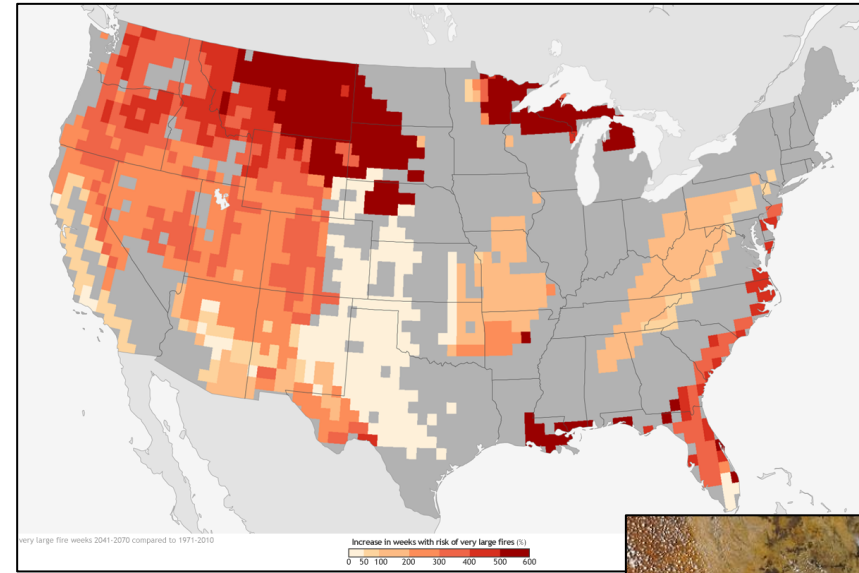 very large fire weeks 2041-2070 compared to 1971-2010
Increase in weeks with risk of very large fires (%)
0 50 100 200 300 400 500 600